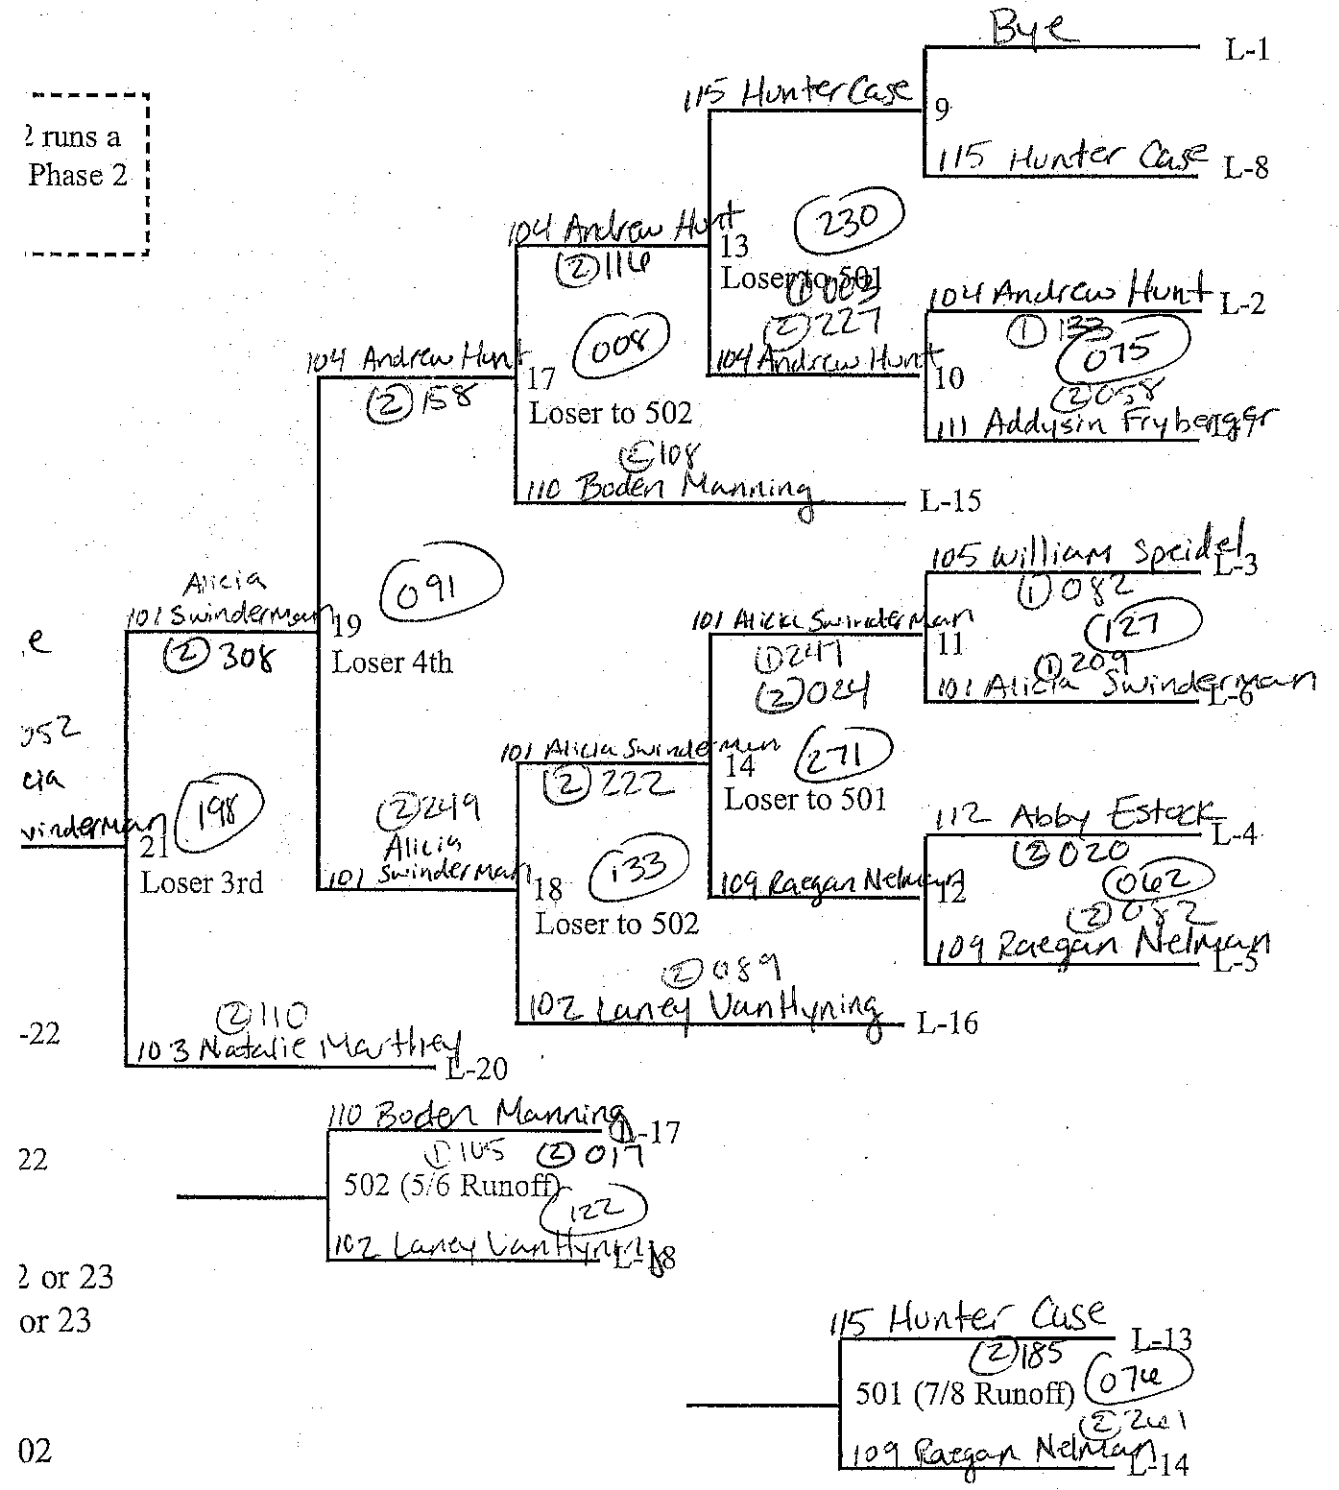 Bye
L-1
115 Hunter Case
9
2 runs a
Phase 2
115 Hunter Case L-8
104 Andrew Hunt
230
② 116
13
Loser to 501
① 003
② 227
104 Andrew Hunt L-2
① 133
075
② 058
104 Andrew Hunt
10
111 Addysin Fryberger
008
104 Andrew Hunt
② 158
17
Loser to 502
② 108
110 Boden Manning L-15
105 William Speidel L-3
① 082
127
11
① 209
101 Alicia Swinderman L-6
Alicia
101 Swinderman
② 308
091
19
Loser 4th
101 Alicia Swinderman
① 247
② 024
101 Alicia Swinderman
② 222
14
271
Loser to 501
e
052
cia
vinderman
198
21
Loser 3rd
② 249
Alicia
101 Swinderman
133
18
Loser to 502
112 Abby Estock L-4
② 020
062
12
② 082
109 Raegan Nelman L-5
109 Raegan Nelman
② 089
102 Laney VanHyning L-16
-22
② 110
103 Natalie Marthey L-20
110 Boden Manning L-17
① 105 ② 017
22
502 (5/6 Runoff)
122
102 Laney VanHyning L-18
2 or 23
or 23
115 Hunter Case L-13
② 185
501 (7/8 Runoff)
076
② 261
109 Raegan Nelman L-14
02